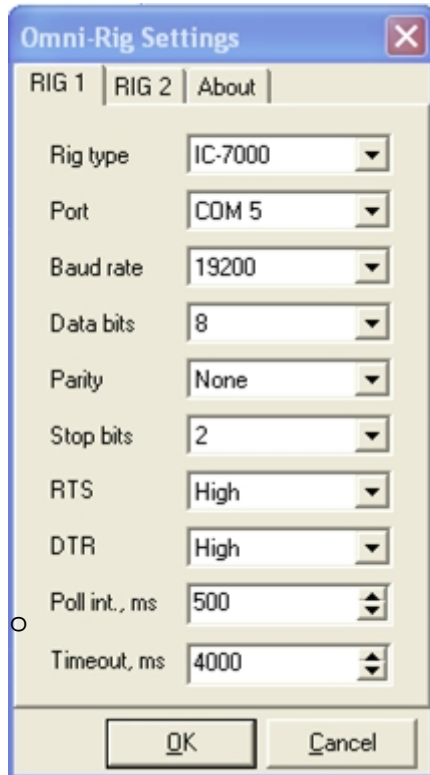 Omni-Rig Settings
RIG 1 RIG 2 About
Rig type IC-7000
Port COM 5
Baud rate 19200
Data bits 8
Parity None
Stop bits 2
RTS High
DTR High
Poll int., ms 500
o
Timeout, ms 4000
OK Cancel